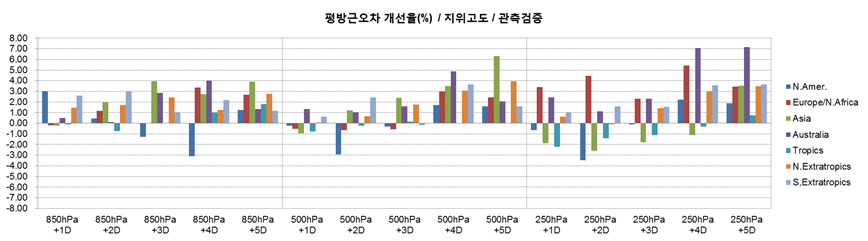 평방근오차 개선율(%) / 지위고도 / 관측검증
8.00
7.00
6.00
5.00
4.00
3.00
2.00
1.00
0.00
-1.00
-2.00
-3.00
-4.00
-5.00
-6.00
-7.00
-8.00
850hPa +1D
850hPa +2D
850hPa +3D
850hPa +4D
850hPa +5D
500hPa +1D
500hPa +2D
500hPa +3D
500hPa +4D
500hPa +5D
250hPa +1D
250hPa +2D
250hPa +3D
250hPa +4D
250hPa +5D
N.Amer.
Europe/N.Africa
Asia
Australia
Tropics
N.Extratropics
S,Extratropics